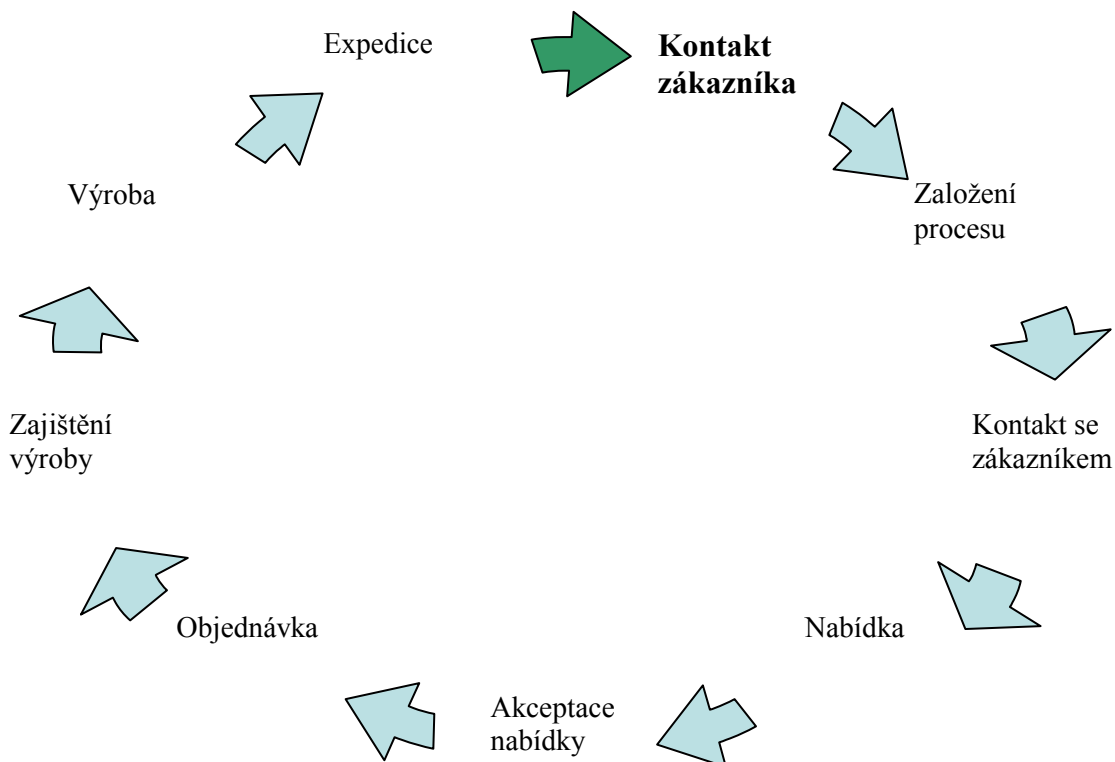 Expedice
Kontakt
zákazníka
Výroba
Založení
procesu
Zajištění
výroby
Kontakt se
zákazníkem
Objednávka
Nabídka
Akceptace
nabídky